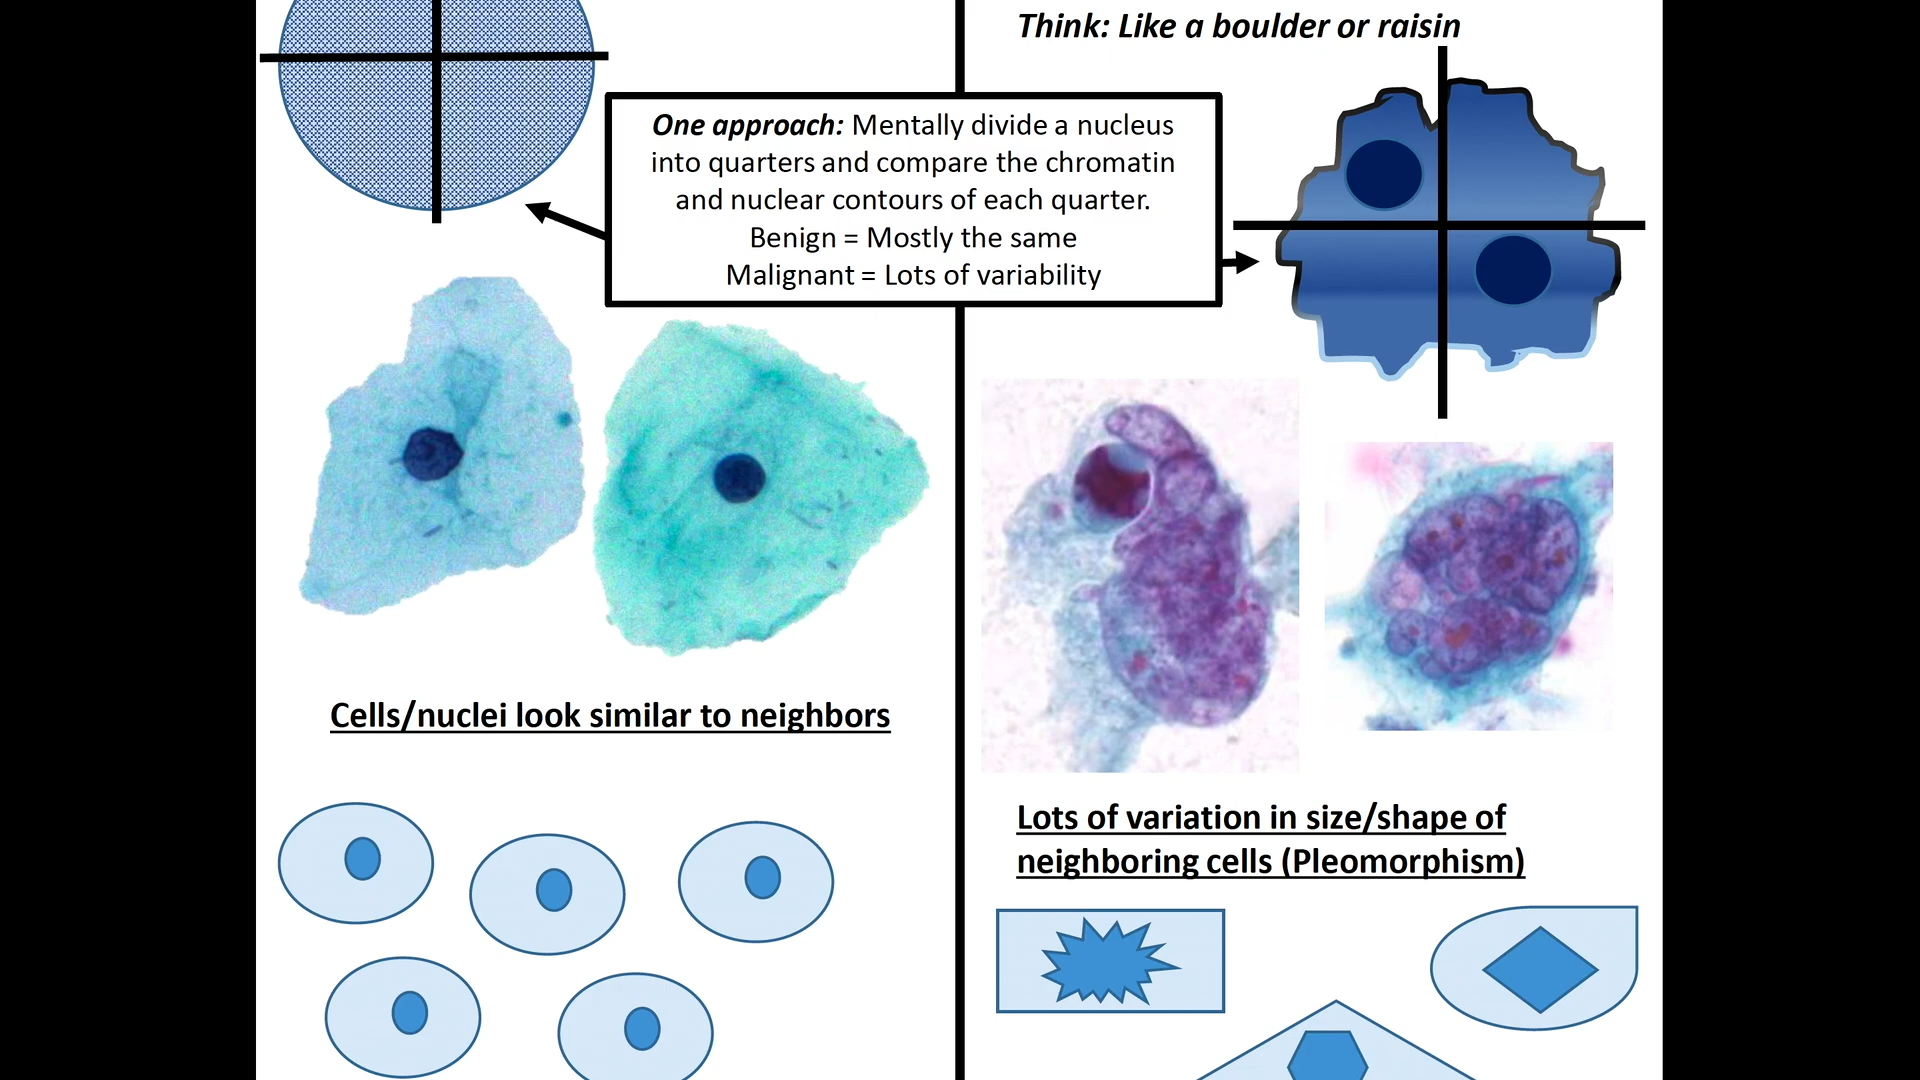 Think: Like a boulder or raisin
One approach: Mentally divide a nucleus
into quarters and compare the chromatin
and nuclear contours of each quarter.
Benign = Mostly the same
Malignant = Lots of variability
Cells/nuclei look similar to neighbors
Lots of variation in size/shape of
neighboring cells (Pleomorphism)